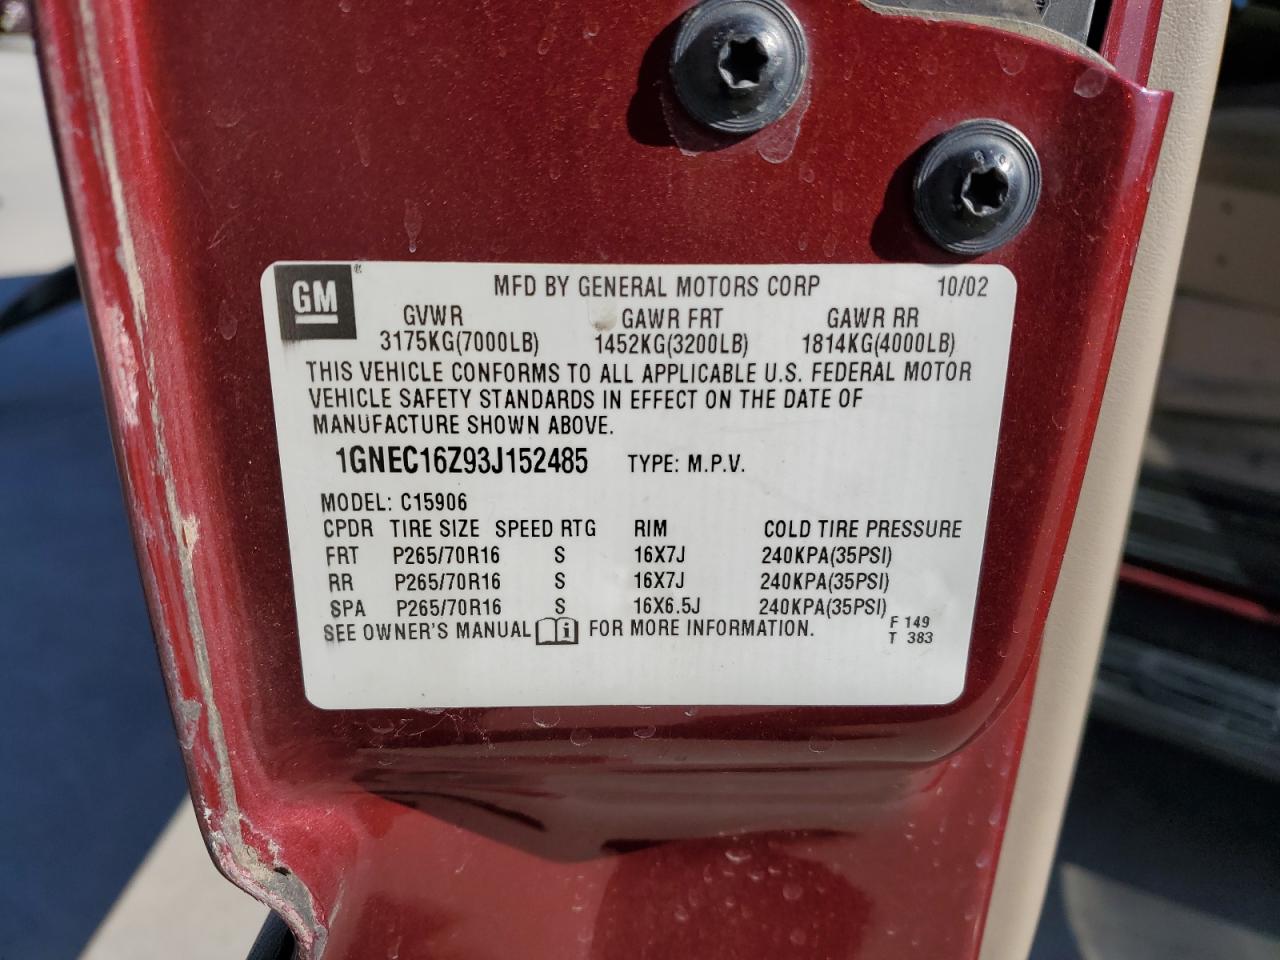 GM® MFD BY GENERAL MOTORS CORP 10/02
GVWR GAWR FRT GAWR RR
3175KG(7000LB) 1452KG(3200LB) 1814KG(4000LB)
THIS VEHICLE CONFORMS TO ALL APPLICABLE U.S. FEDERAL MOTOR
VEHICLE SAFETY STANDARDS IN EFFECT ON THE DATE OF
MANUFACTURE SHOWN ABOVE.
1GNEC16Z93J152485 TYPE: M.P.V.
MODEL: C15906
CPDR TIRE SIZE SPEED RTG RIM COLD TIRE PRESSURE
FRT P265/70R16 S 16X7J 240KPA(35PSI)
RR P265/70R16 S 16X7J 240KPA(35PSI)
SPA P265/70R16 S 16X6.5J 240KPA(35PSI)
SEE OWNER'S MANUAL i FOR MORE INFORMATION. F 149
T 383